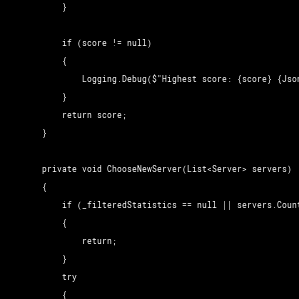 }
if (score != null)
{
Logging.Debug($"Highest score: {score} {Json
}
return score;
}
private void ChooseNewServer(List<Server> servers)
{
if (_filteredStatistics == null || servers.Count
{
return;
}
try
{